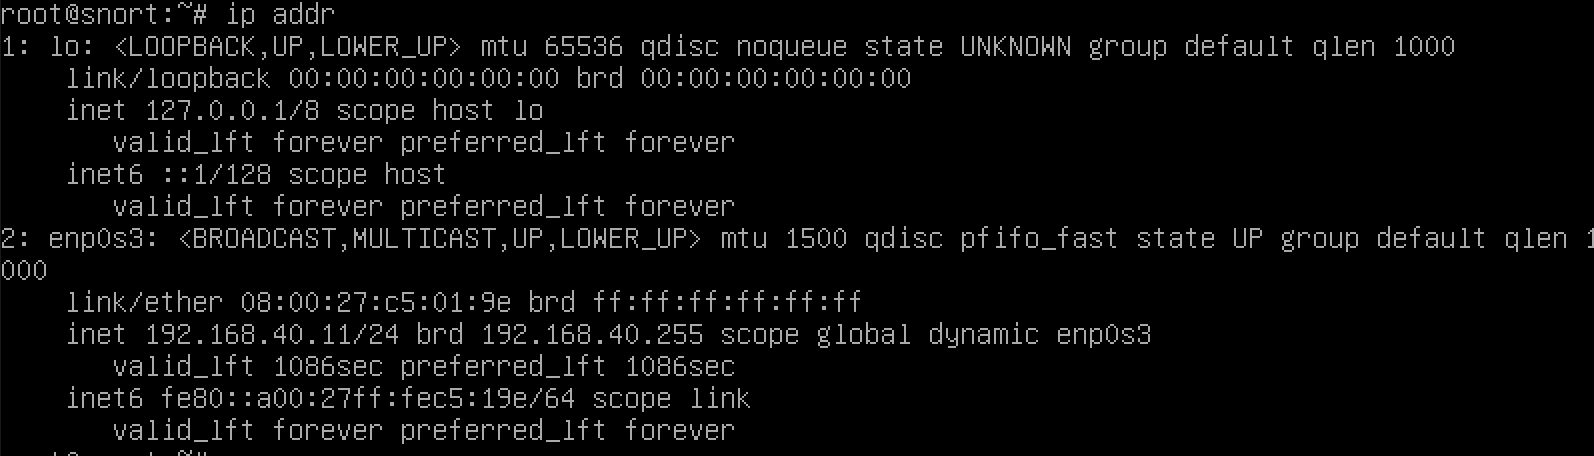 root@snort:~# ip addr
1: lo: <LOOPBACK,UP,LOWER_UP> mtu 65536 qdisc noqueue state UNKNOWN group default qlen 1000
    link/loopback 00:00:00:00:00:00 brd 00:00:00:00:00:00
    inet 127.0.0.1/8 scope host lo
       valid_lft forever preferred_lft forever
    inet6 ::1/128 scope host
       valid_lft forever preferred_lft forever
2: enp0s3: <BROADCAST,MULTICAST,UP,LOWER_UP> mtu 1500 qdisc pfifo_fast state UP group default qlen 1
000
    link/ether 08:00:27:c5:01:9e brd ff:ff:ff:ff:ff:ff
    inet 192.168.40.11/24 brd 192.168.40.255 scope global dynamic enp0s3
       valid_lft 1086sec preferred_lft 1086sec
    inet6 fe80::a00:27ff:fec5:19e/64 scope link
       valid_lft forever preferred_lft forever
root@snort:~#